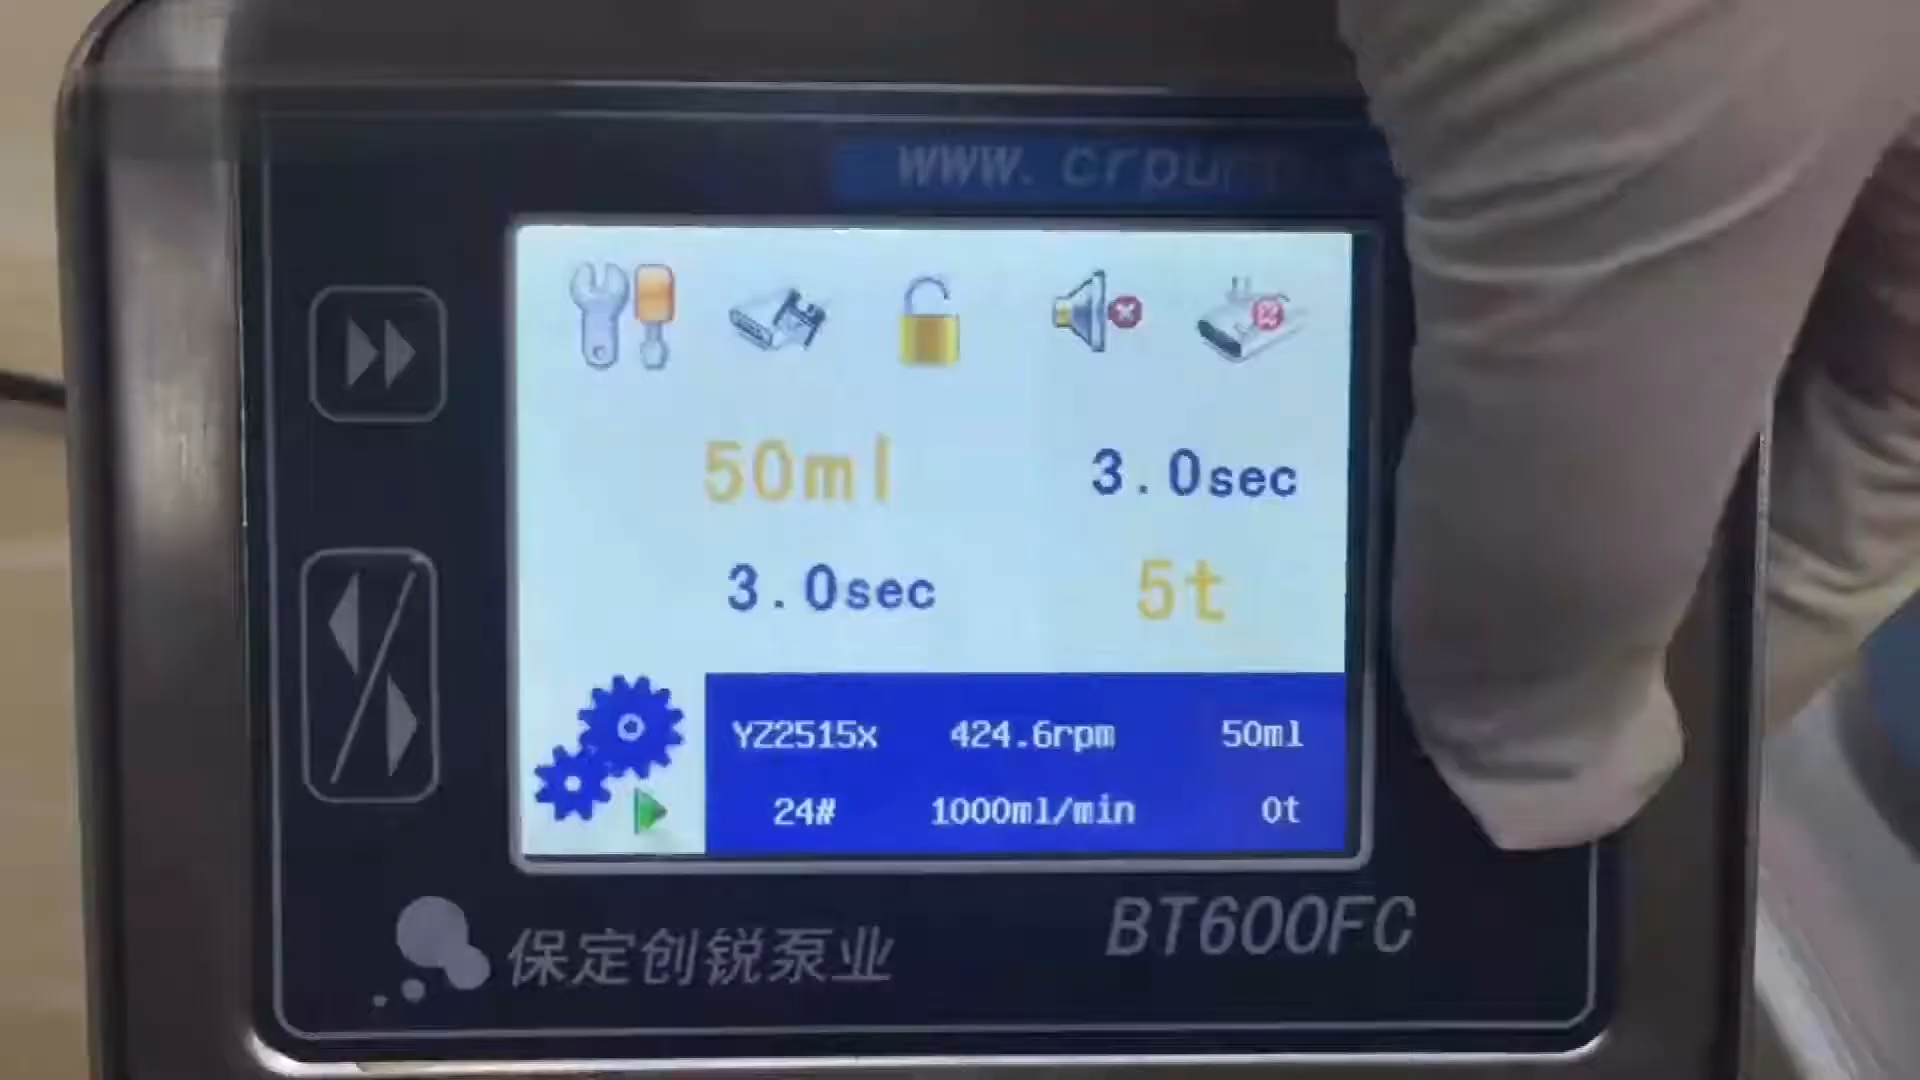 www.crpump.
50ml 3.0sec
3.0sec 5t
YZ2515x 424.6rpm 50ml
24# 1000ml/min 0t
保定创锐泵业 BT600FC